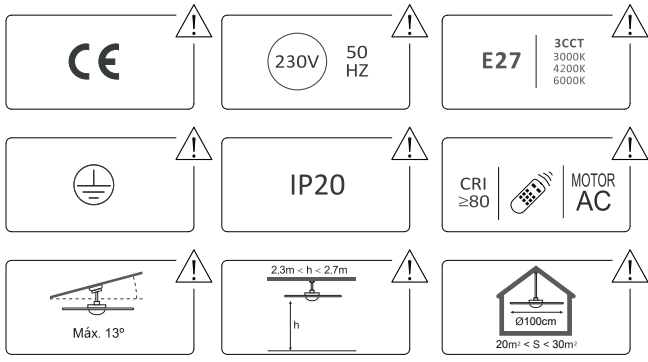 CE
230V
50
HZ
E27
3CCT
3000K
4200K
6000K
IP20
CRI
≥80
MOTOR
AC
Máx. 13º
2,3m < h < 2,7m
h
Ø100cm
20m² < S < 30m²